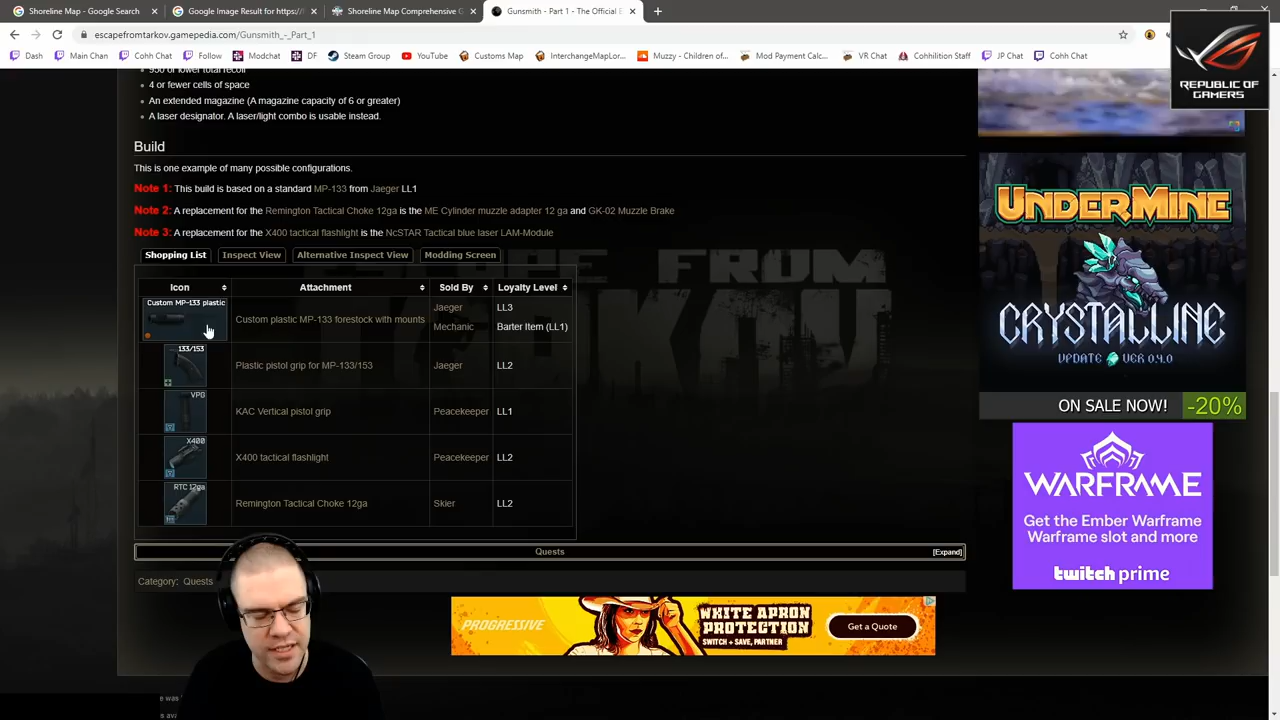 Shoreline Map - Google Search
Google Image Result for https://
Shoreline Map Comprehensive G
Gunsmith - Part 1 - The Official E
escapefromtarkov.gamepedia.com/Gunsmith_-_Part_1
Dash
Main Chan
Cohh Chat
Follow
Modchat
DF
Steam Group
YouTube
Customs Map
InterchangeMapLor...
Muzzy - Children of...
Mod Payment Calc...
VR Chat
Cohhilition Staff
JP Chat
Cohh Chat
REPUBLIC OF
GAMERS
950 or lower total recoil
4 or fewer cells of space
An extended magazine (A magazine capacity of 6 or greater)
A laser designator. A laser/light combo is usable instead.
Build
This is one example of many possible configurations.
Note 1: This build is based on a standard MP-133 from Jaeger LL1
Note 2: A replacement for the Remington Tactical Choke 12ga is the ME Cylinder muzzle adapter 12 ga and GK-02 Muzzle Brake
Note 3: A replacement for the X400 tactical flashlight is the NcSTAR Tactical blue laser LAM-Module
Shopping List
Inspect View
Alternative Inspect View
Modding Screen
Icon
Attachment
Sold By
Loyalty Level
Custom MP-133 plastic
Custom plastic MP-133 forestock with mounts
Jaeger
LL3
Mechanic
Barter Item (LL1)
133/153
Plastic pistol grip for MP-133/153
Jaeger
LL2
VPG
KAC Vertical pistol grip
Peacekeeper
LL1
X400
X400 tactical flashlight
Peacekeeper
LL2
RTC 12ga
Remington Tactical Choke 12ga
Skier
LL2
Quests
[Expand]
Category: Quests
UNDERMINE
CRYSTALLINE
UPDATE VER 0.4.0
ON SALE NOW! -20%
WARFRAME
Get the Ember Warframe
Warframe slot and more
twitch prime
PROGRESSIVE
WHITE APRON
PROTECTION
SWITCH + SAVE, PARTNER
Get a Quote
e was